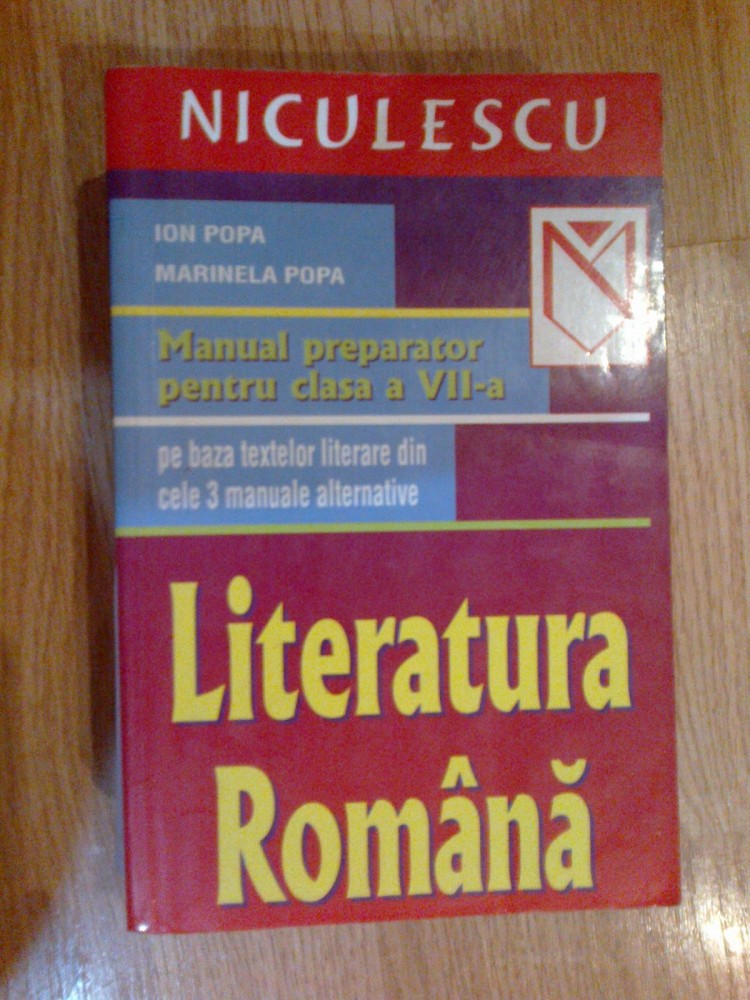 NICULESCU
ION POPA
MARINELA POPA
Manual preparator
pentru clasa a VII-a
pe baza textelor literare din
cele 3 manuale alternative
Literatura
Română